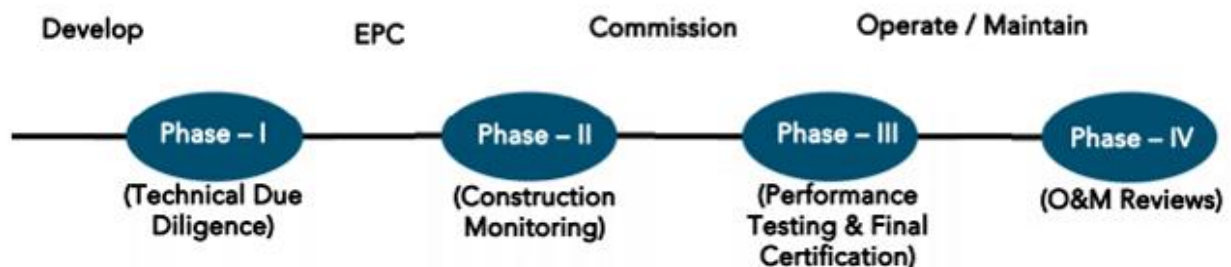 Develop
EPC
Commission
Operate / Maintain
Phase – I
Phase – II
Phase – III
Phase – IV
(Technical Due
Diligence)
(Construction
Monitoring)
(Performance
Testing & Final
Certification)
(O&M Reviews)